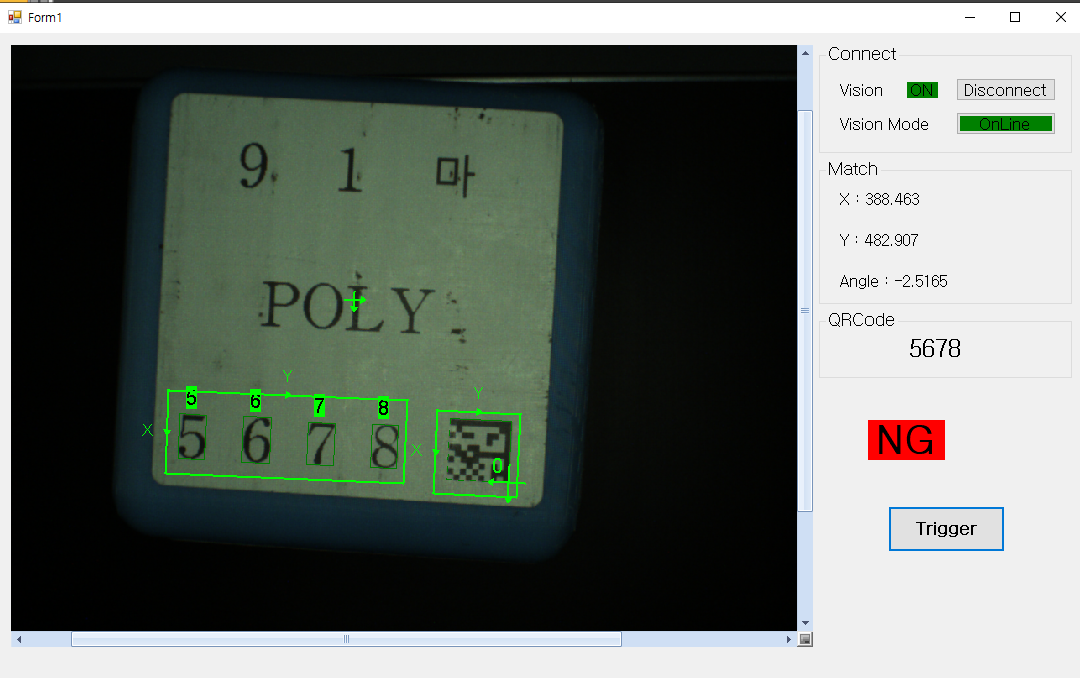 Form1
Connect
Vision ON Disconnect
Vision Mode OnLine
Match
X : 388.463
Y : 482.907
Angle : -2.5165
QRCode
5678
NG
Trigger
9 1 마
POLY
Y
5 6 7 8
X
5 6 7 8
Y
X
0